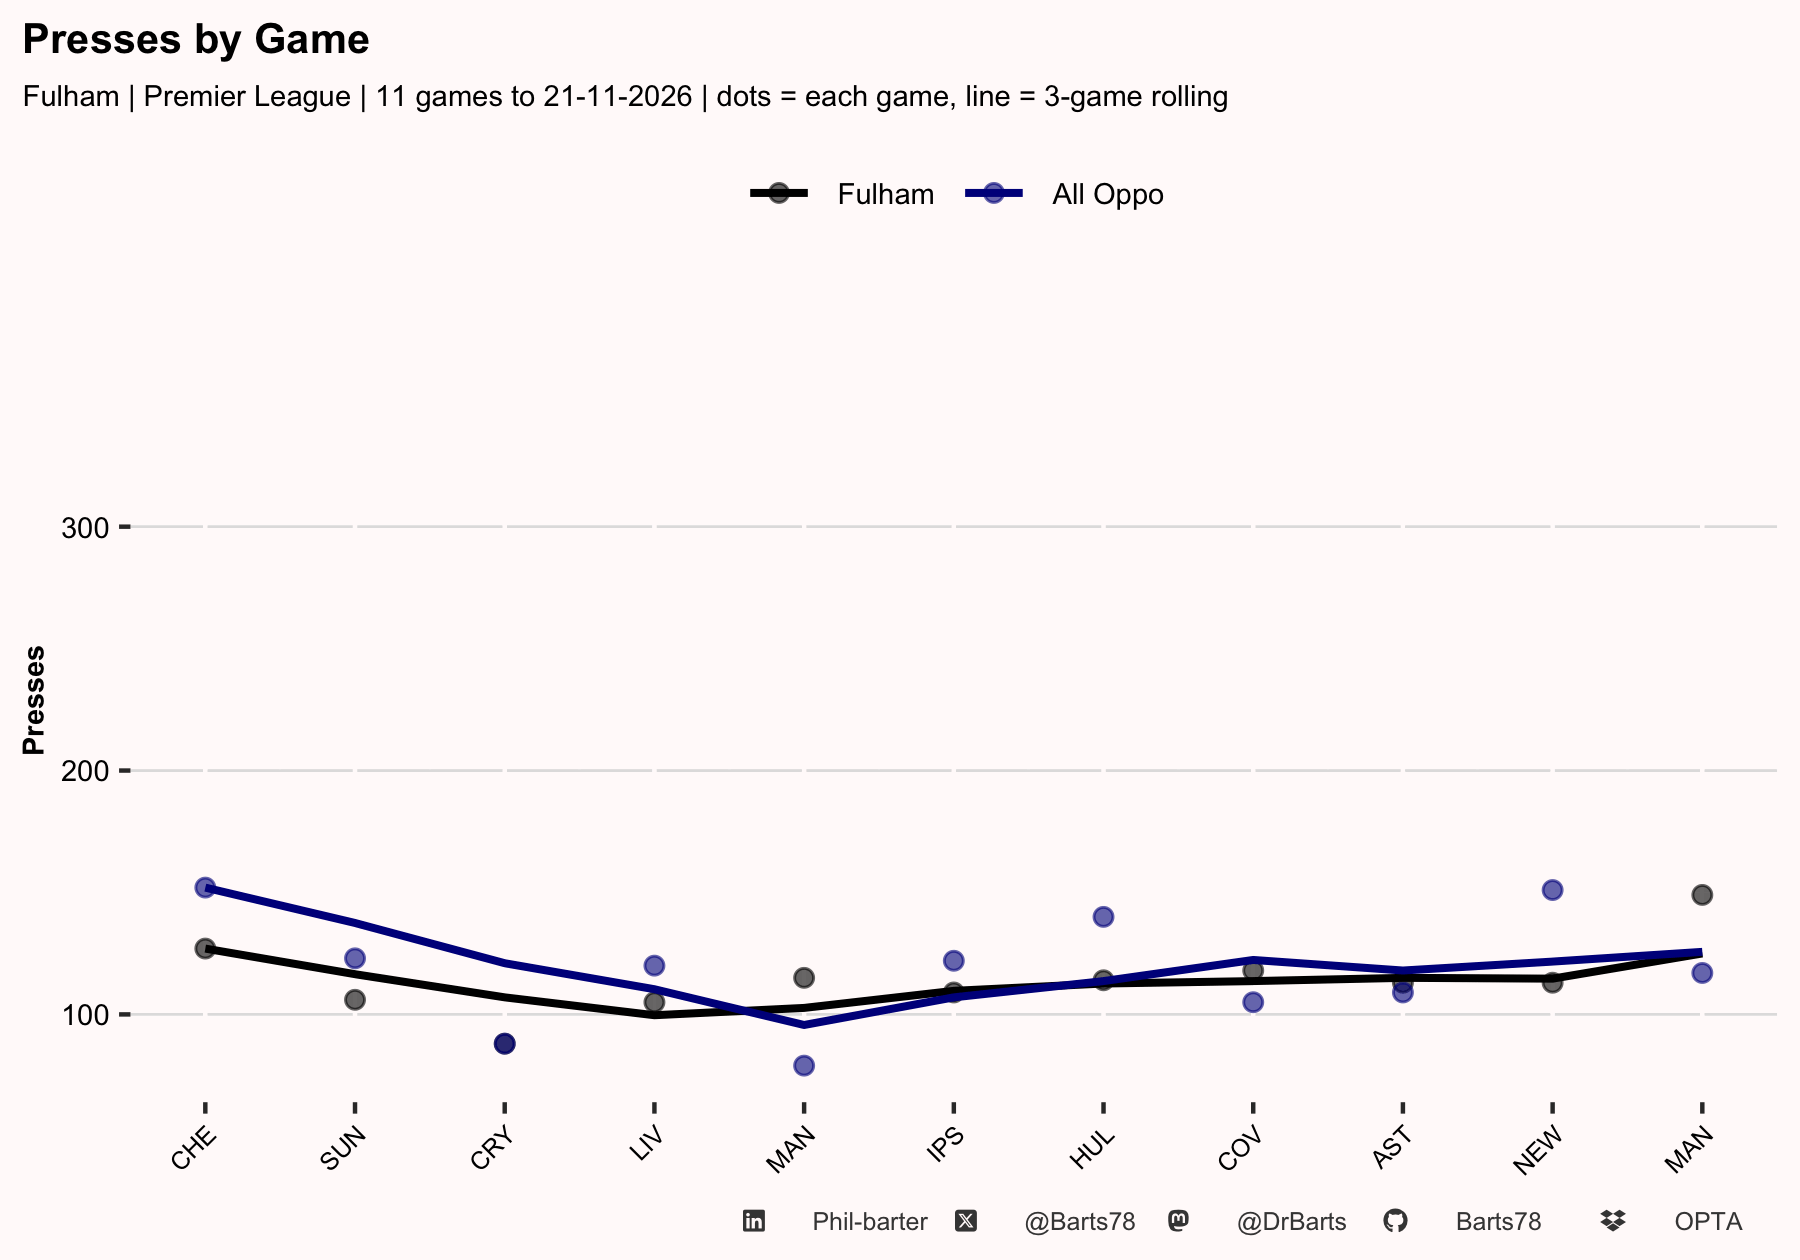 Presses by Game
Fulham | Premier League | 11 games to 21-11-2026 | dots = each game, line = 3-game rolling
Fulham All Oppo
300
200
100
Presses
CHE SUN CRY LIV MAN IPS HUL COV AST NEW MAN
Phil-barter @Barts78 @DrBarts Barts78 OPTA